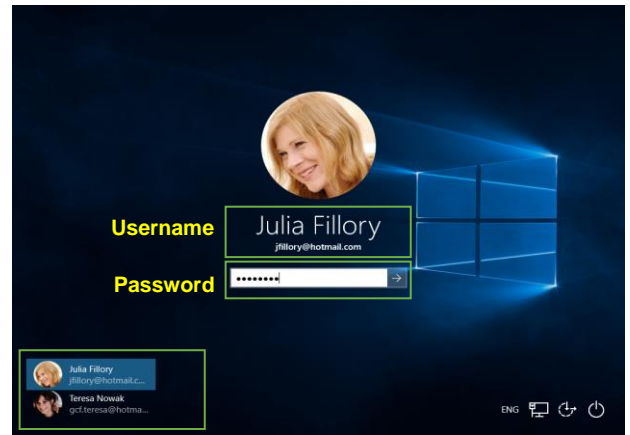 Username
Julia Fillory
jfillory@hotmail.com
Password
Julia Fillory
jfillory@hotmail.c...
Teresa Nowak
gcf.teresa@hotma...
ENG